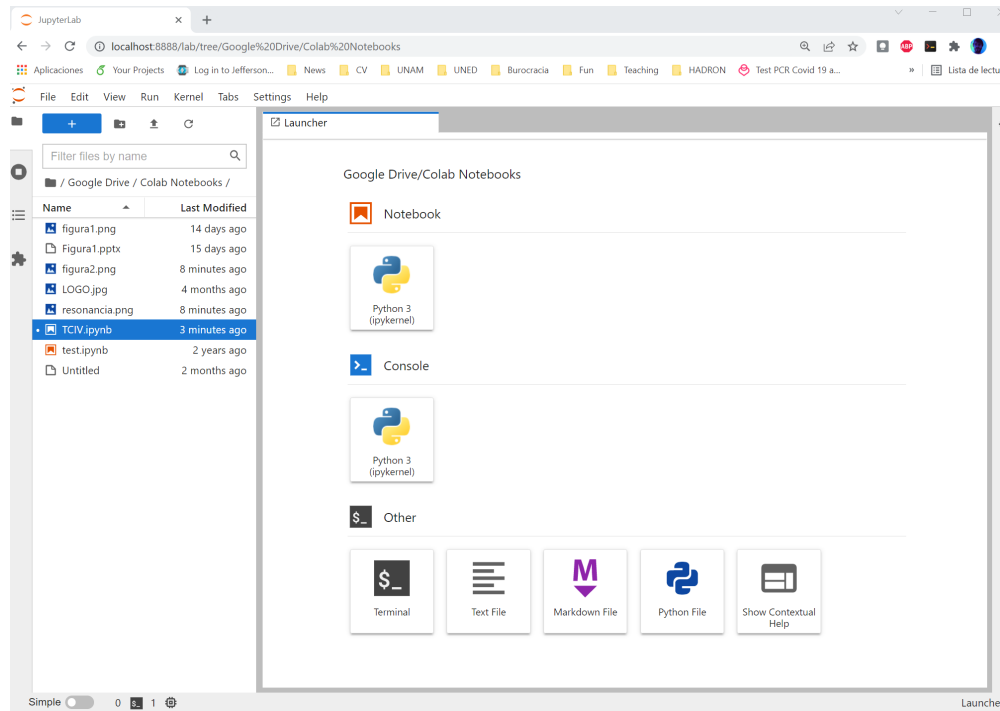 JupyterLab
localhost:8888/lab/tree/Google%20Drive/Colab%20Notebooks
ABP
Aplicaciones Your Projects Log in to Jefferson... News CV UNAM UNED Burocracia Fun Teaching HADRON Test PCR Covid 19 a... » Lista de lectu
File Edit View Run Kernel Tabs Settings Help
+
Launcher
Filter files by name
/ Google Drive / Colab Notebooks /
Name Last Modified
figura1.png 14 days ago
Figura1.pptx 15 days ago
figura2.png 8 minutes ago
LOGO.jpg 4 months ago
resonancia.png 8 minutes ago
TCIV.ipynb 3 minutes ago
test.ipynb 2 years ago
Untitled 2 months ago
Google Drive/Colab Notebooks
Notebook
Python 3
(ipykernel)
Console
Python 3
(ipykernel)
$_ Other
$_
M
Terminal Text File Markdown File Python File Show Contextual
Help
Simple 0 $_ 1 Launche